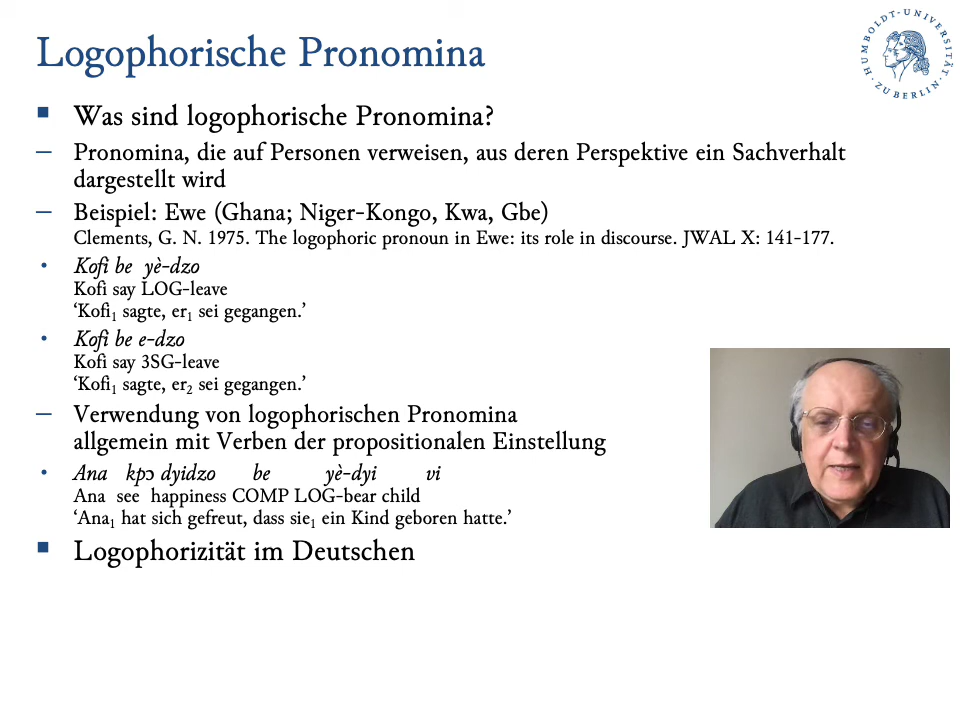 Logophorische Pronomina
HUMBOLDT-UNIVERSITÄT ZU BERLIN
Was sind logophorische Pronomina?
Pronomina, die auf Personen verweisen, aus deren Perspektive ein Sachverhalt
dargestellt wird
Beispiel: Ewe (Ghana; Niger-Kongo, Kwa, Gbe)
Clements, G. N. 1975. The logophoric pronoun in Ewe: its role in discourse. JWAL X: 141-177.
Kofi be yè-dzo
Kofi say LOG-leave
‘Kofi₁ sagte, er₁ sei gegangen.’
Kofi be e-dzo
Kofi say 3SG-leave
‘Kofi₁ sagte, er₂ sei gegangen.’
Verwendung von logophorischen Pronomina
allgemein mit Verben der propositionalen Einstellung
Ana kpɔ dyidzo be yè-dyi vi
Ana see happiness COMP LOG-bear child
‘Ana₁ hat sich gefreut, dass sie₁ ein Kind geboren hatte.’
Logophorizität im Deutschen